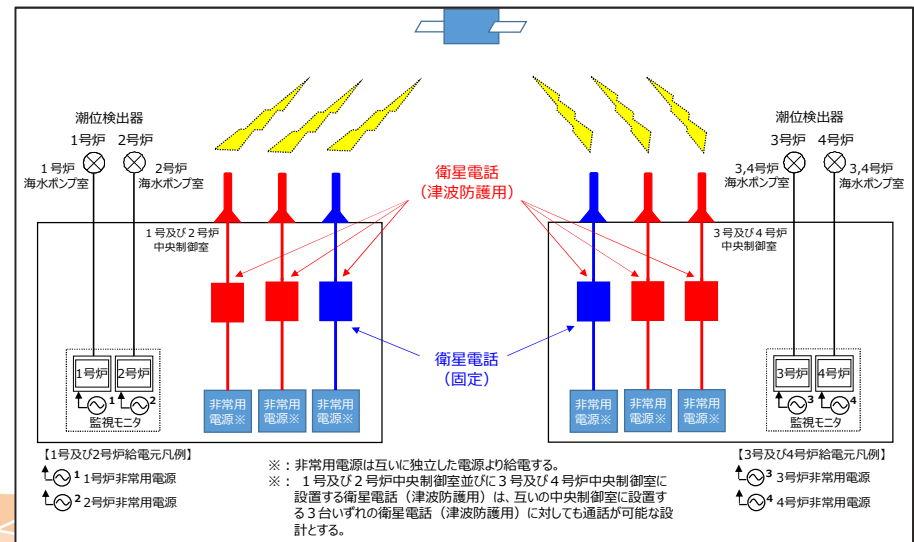 潮位検出器
1号炉 2号炉
1号炉
海水ポンプ室
2号炉
海水ポンプ室
1号及び2号炉
中央制御室
衛星電話
(津波防護用)
潮位検出器
3号炉 4号炉
3,4号炉
海水ポンプ室
3,4号炉
海水ポンプ室
3号及び4号炉
中央制御室
衛星電話
(固定)
1号炉 2号炉
1 2
監視モニタ
非常用
電源※
非常用
電源※
非常用
電源※
非常用
電源※
非常用
電源※
非常用
電源※
3号炉 4号炉
3 4
監視モニタ
【1号及び2号炉給電元凡例】
1 1号炉非常用電源
2 2号炉非常用電源
※:非常用電源は互いに独立した電源より給電する。
※: 1号及び2号炉中央制御室並びに3号及び4号炉中央制御室に
設置する衛星電話(津波防護用)は、互いの中央制御室に設置す
る3台いずれの衛星電話(津波防護用)に対しても通話が可能な設
計とする。
【3号及び4号炉給電元凡例】
3 3号炉非常用電源
4 4号炉非常用電源